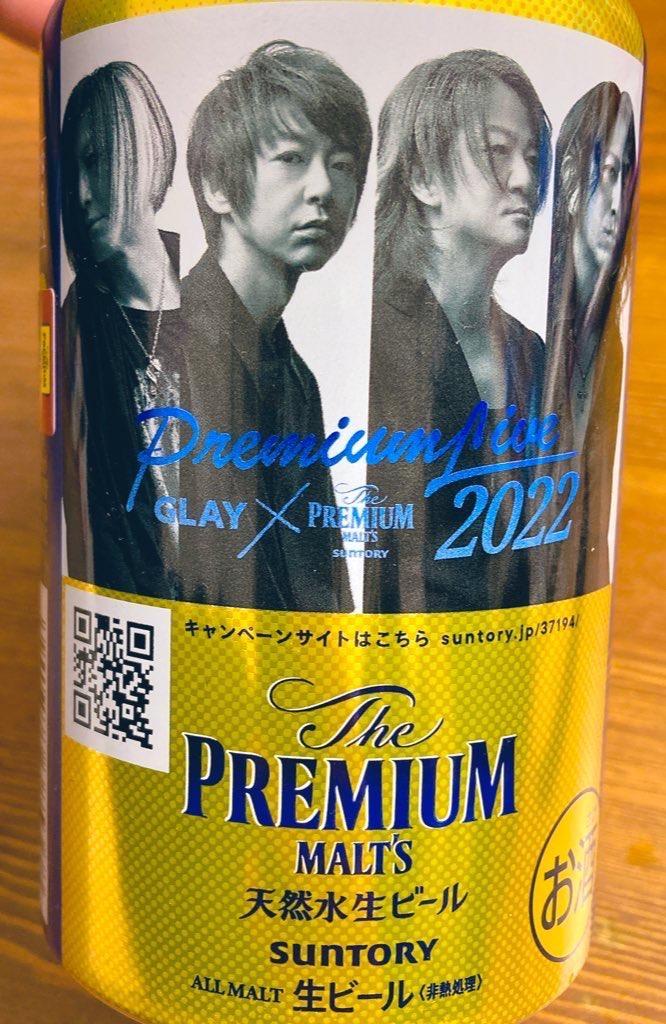 Premium Live
GLAY × The PREMIUM MALT'S SUNTORY
2022
キャンペーンサイトはこちら suntory.jp/37194/
The
PREMIUM
MALT'S
天然水生ビール
SUNTORY
ALL MALT 生ビール〈非熱処理〉
お酒